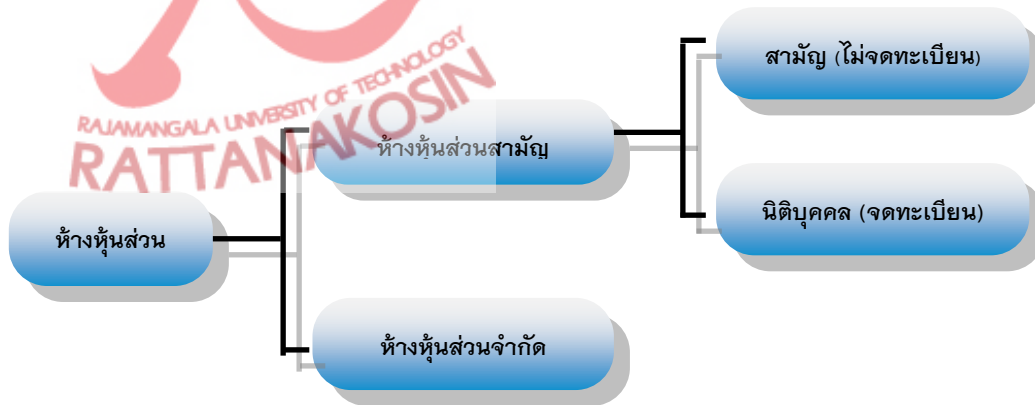 สามัญ (ไม่จดทะเบียน)
RAJAMANGALA UNIVERSITY OF TECHNOLOGY
RATTANAKOSIN
ห้างหุ้นส่วนสามัญ
นิติบุคคล (จดทะเบียน)
ห้างหุ้นส่วน
ห้างหุ้นส่วนจำกัด